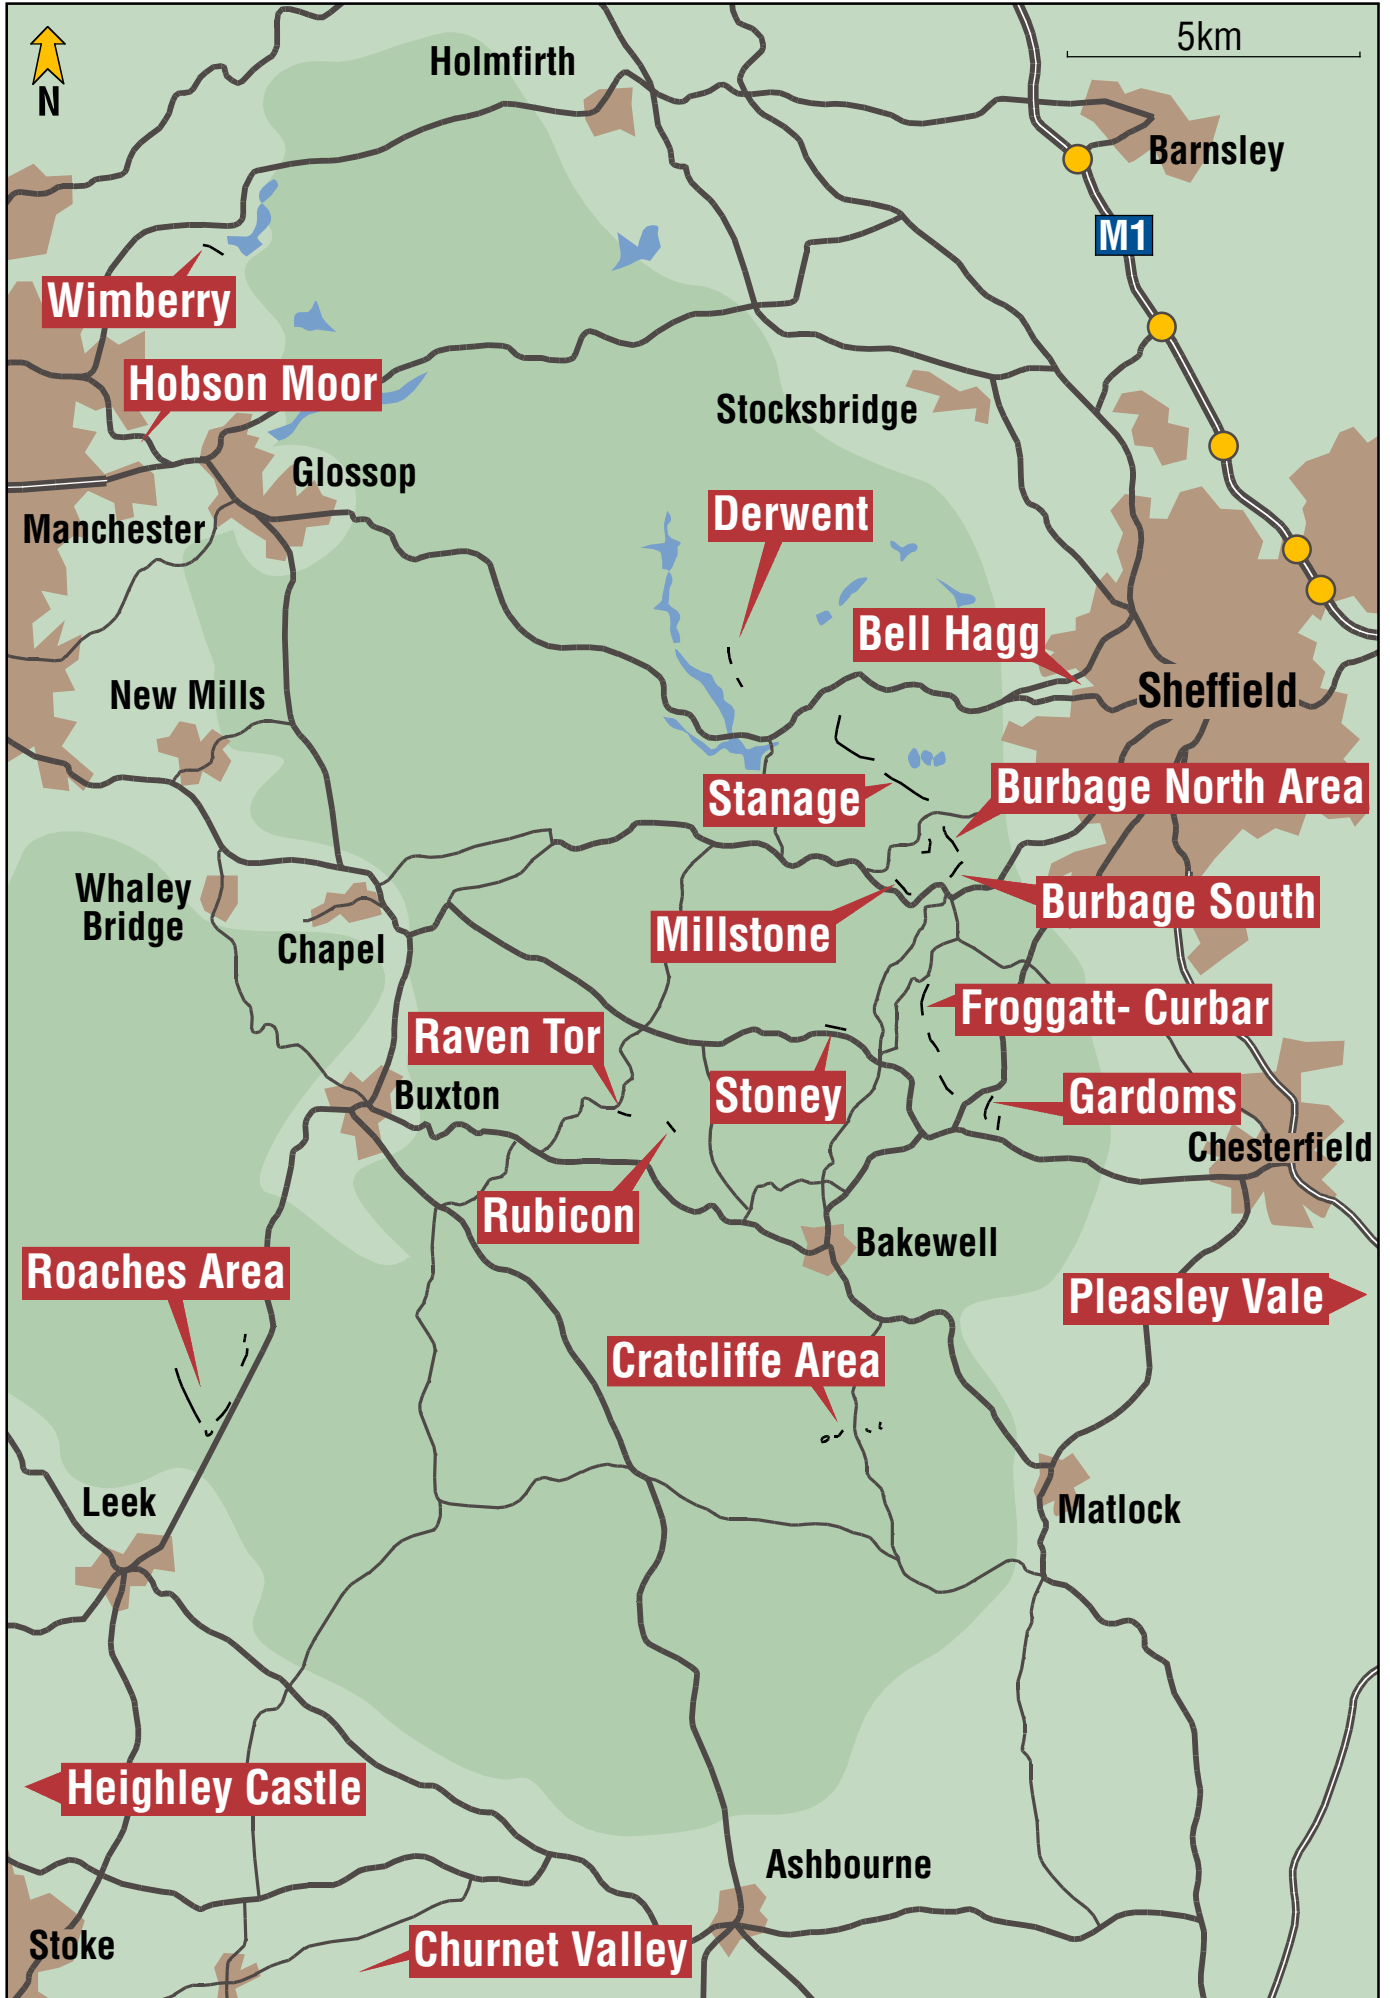 5km
Holmfirth
N
Barnsley
M1
Wimberry
Hobson Moor
Stocksbridge
Glossop
Derwent
Manchester
Bell Hagg
New Mills
Sheffield
Stanage
Burbage North Area
Whaley
Bridge
Burbage South
Millstone
Chapel
Froggatt- Curbar
Raven Tor
Buxton
Stoney
Gardoms
Chesterfield
Rubicon
Bakewell
Roaches Area
Pleasley Vale
Cratcliffe Area
Leek
Matlock
Heighley Castle
Ashbourne
Stoke
Churnet Valley